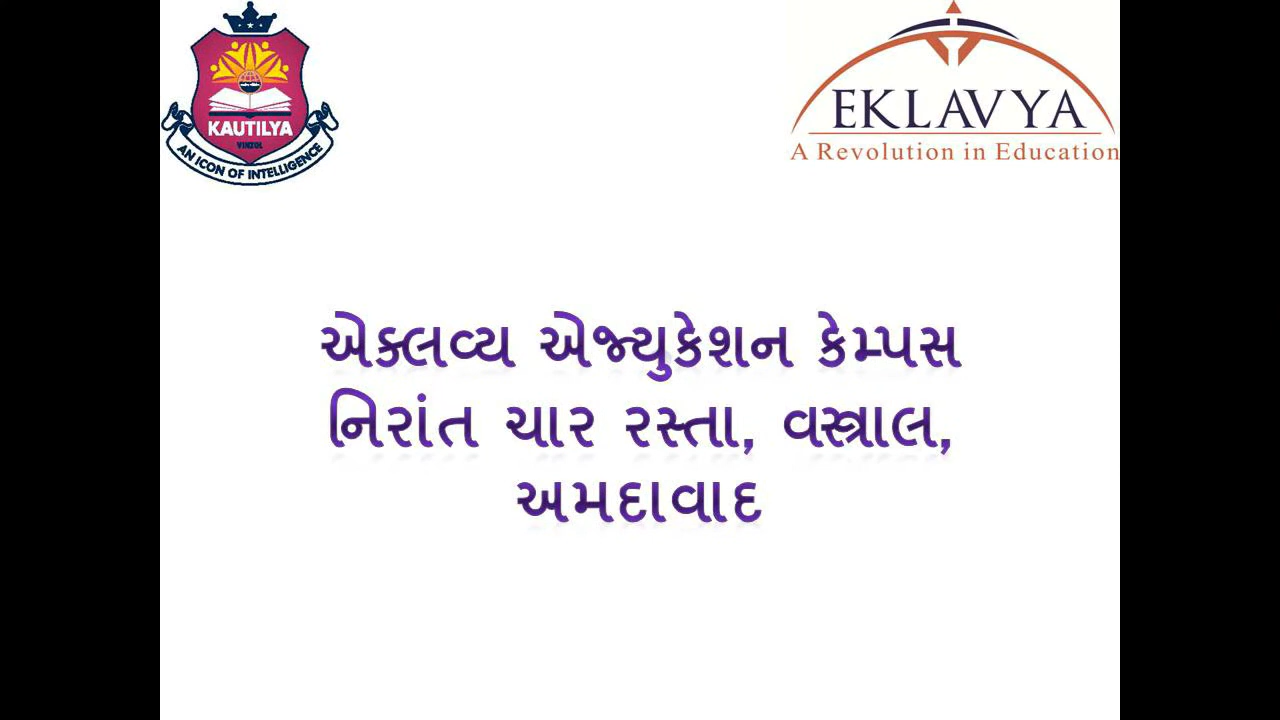 KAUTILYA
VINZOL
AN ICON OF INTELLIGENCE
EKLAVYA
A Revolution in Education
એક્લવ્ય એજ્યુકેશન કેમ્પસ
નિરાંત ચાર રસ્તા, વસ્ત્રાલ,
અમદાવાદ